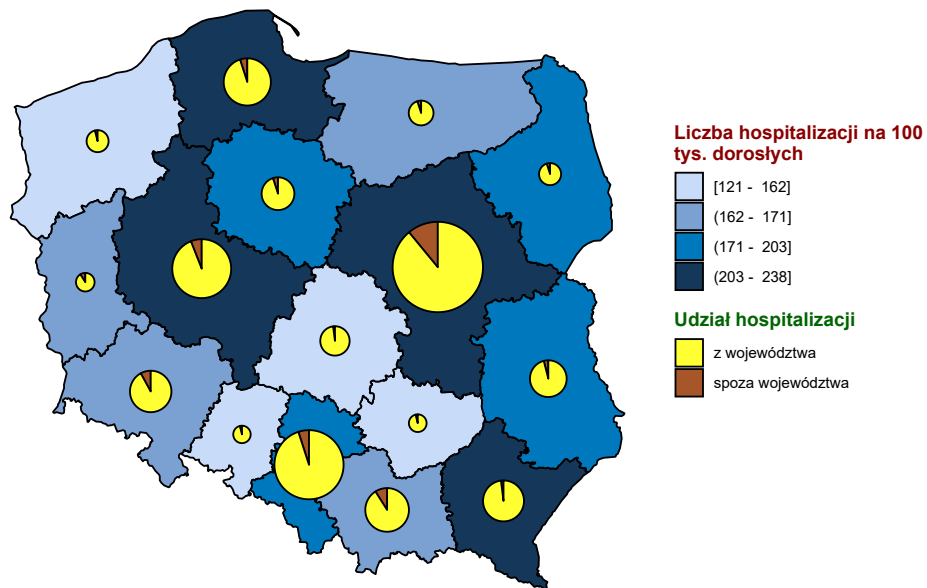 Liczba hospitalizacji na 100
tys. dorosłych
[121 - 162]
(162 - 171]
(171 - 203]
(203 - 238]
Udział hospitalizacji
z województwa
spoza województwa